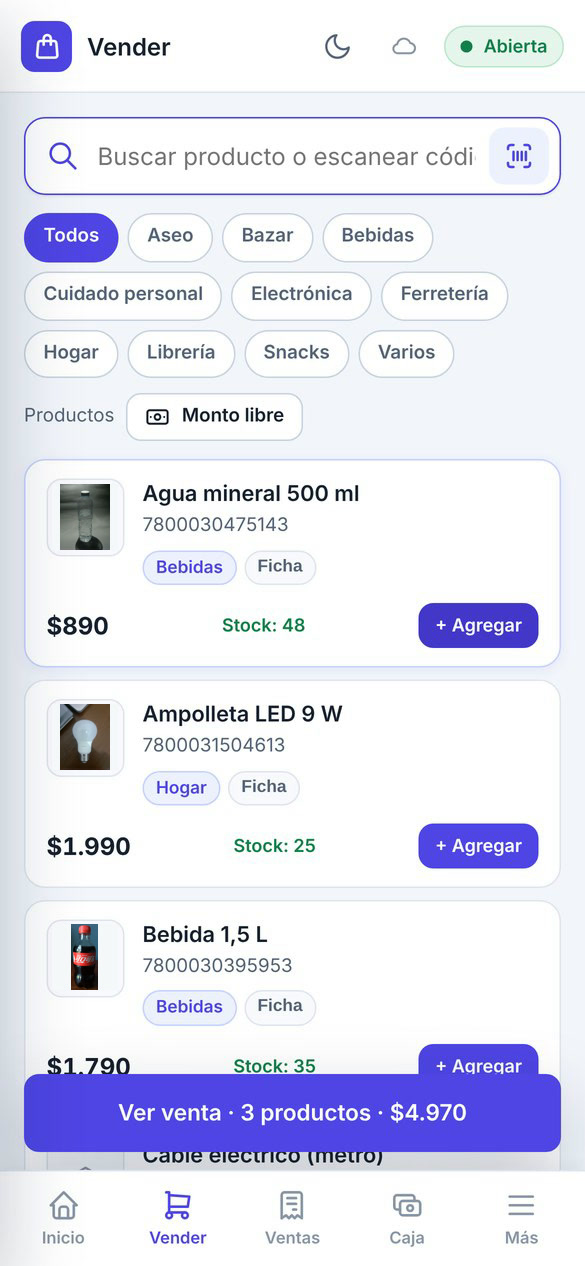 Vender
Abierta
Buscar producto o escanear códi
Todos
Aseo
Bazar
Bebidas
Cuidado personal
Electrónica
Ferretería
Hogar
Librería
Snacks
Varios
Productos
Monto libre
Agua mineral 500 ml
7800030475143
Bebidas
Ficha
$890
Stock: 48
+ Agregar
Ampolleta LED 9 W
7800031504613
Hogar
Ficha
$1.990
Stock: 25
+ Agregar
Bebida 1,5 L
7800030395953
Bebidas
Ficha
$1.790
Stock: 35
+ Agregar
Ver venta · 3 productos · $4.970
Cable eléctrico (metro)
Inicio
Vender
Ventas
Caja
Más